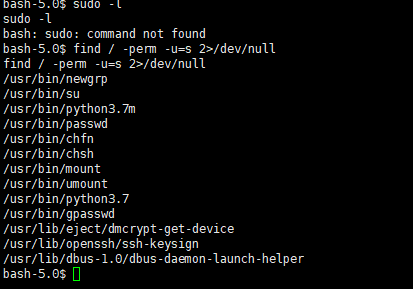 bash-5.0$ sudo -l
sudo -l
bash: sudo: command not found
bash-5.0$ find / -perm -u=s 2>/dev/null
find / -perm -u=s 2>/dev/null
/usr/bin/newgrp
/usr/bin/su
/usr/bin/python3.7m
/usr/bin/passwd
/usr/bin/chfn
/usr/bin/chsh
/usr/bin/mount
/usr/bin/umount
/usr/bin/python3.7
/usr/bin/gpasswd
/usr/lib/eject/dmcrypt-get-device
/usr/lib/openssh/ssh-keysign
/usr/lib/dbus-1.0/dbus-daemon-launch-helper
bash-5.0$